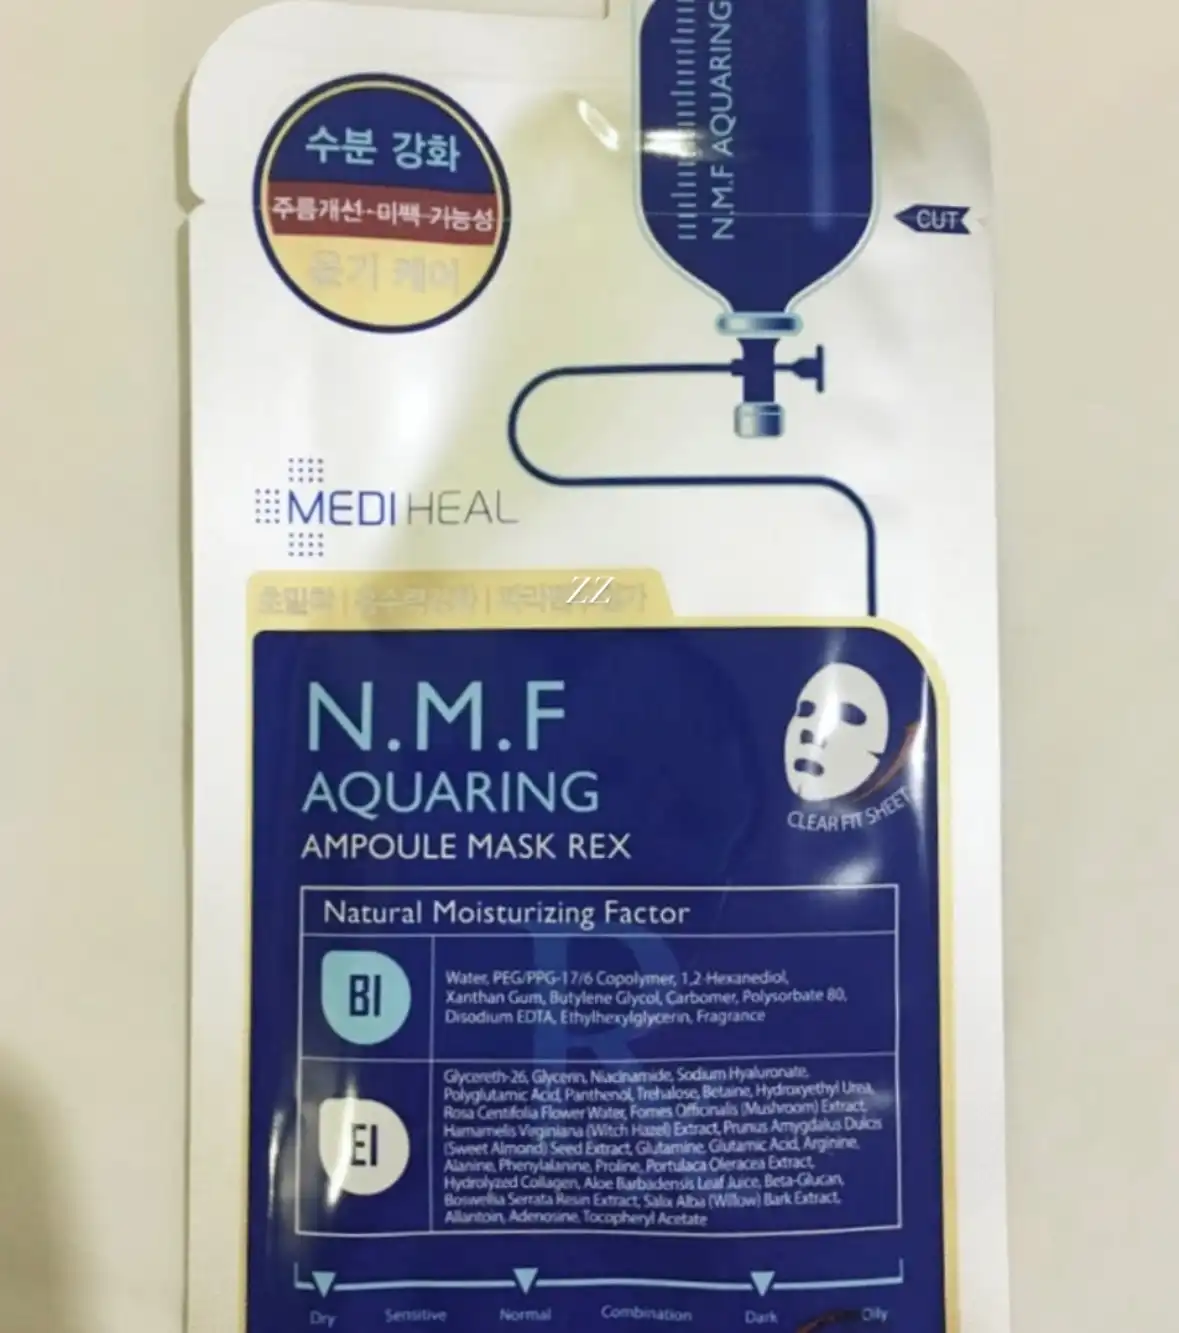 N.M.F AQUARING
수분 강화
주름개선·미백 기능성
윤기 케어
CUT
MEDIHEAL
ZZ
N.M.F
AQUARING
AMPOULE MASK REX
CLEAR FIT SHEET
Natural Moisturizing Factor
BI
Water, PEG/PPG-17/6 Copolymer, 1,2-Hexanediol,
Xanthan Gum, Butylene Glycol, Carbomer, Polysorbate 80,
Disodium EDTA, Ethylhexylglycerin, Fragrance
EI
Glycereth-26, Glycerin, Niacinamide, Sodium Hyaluronate,
Polyglutamic Acid, Panthenol, Trehalose, Betaine, Hydroxyethyl Urea,
Rosa Centifolia Flower Water, Fomes Officinalis (Mushroom) Extract,
Hamamelis Virginiana (Witch Hazel) Extract, Prunus Amygdalus Dulcis
(Sweet Almond) Seed Extract, Glutamine, Glutamic Acid, Arginine,
Alanine, Phenylalanine, Proline, Portulaca Oleracea Extract,
Hydrolyzed Collagen, Aloe Barbadensis Leaf Juice, Beta-Glucan,
Boswellia Serrata Resin Extract, Salix Alba (Willow) Bark Extract,
Allantoin, Adenosine, Tocopheryl Acetate
Dry Sensitive Normal Combination Dark Oily